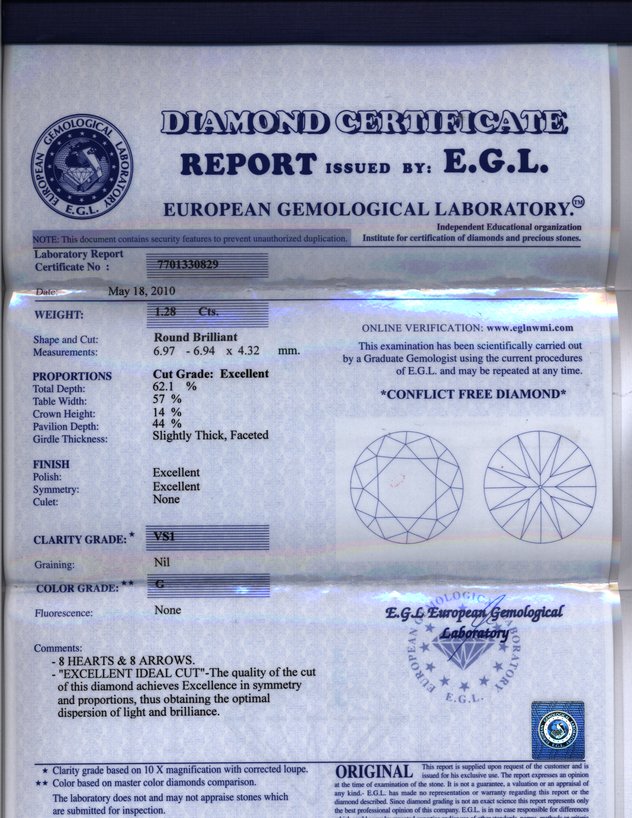 DIAMOND CERTIFICATE
REPORT ISSUED BY: E.G.L.
EUROPEAN GEMOLOGICAL LABORATORY.™
EUROPEAN GEMOLOGICAL LABORATORY
E.G.L.
Independent Educational organization
Institute for certification of diamonds and precious stones.
NOTE: This document contains security features to prevent unauthorized duplication.
Laboratory Report
Certificate No : 7701330829
Date: May 18, 2010
WEIGHT: 1.28 Cts.
Shape and Cut: Round Brilliant
Measurements: 6.97 - 6.94 x 4.32 mm.
PROPORTIONS Cut Grade: Excellent
Total Depth: 62.1 %
Table Width: 57 %
Crown Height: 14 %
Pavilion Depth: 44 %
Girdle Thickness: Slightly Thick, Faceted
FINISH
Polish: Excellent
Symmetry: Excellent
Culet: None
CLARITY GRADE: * VS1
Graining: Nil
COLOR GRADE: ** G
Fluorescence: None
Comments:
- 8 HEARTS & 8 ARROWS.
- "EXCELLENT IDEAL CUT"-The quality of the cut
of this diamond achieves Excellence in symmetry
and proportions, thus obtaining the optimal
dispersion of light and brilliance.
ONLINE VERIFICATION: www.eglnwmi.com
This examination has been scientifically carried out
by a Graduate Gemologist using the current procedures
of E.G.L. and may be repeated at any time.
*CONFLICT FREE DIAMOND*
E.G.L European Gemological
Laboratory
EUROPEAN GEMOLOGICAL LABORATORY
E.G.L.
* Clarity grade based on 10 X magnification with corrected loupe.
** Color based on master color diamonds comparison.
The laboratory does not and may not appraise stones which
are submitted for inspection.
ORIGINAL This report is supplied upon request of the customer and is
issued for his exclusive use. The report expresses an opinion
at the time of examination of the stone. It is not a guarantee, a valuation or an appraisal of
any kind.- E.G.L. has made no representation or warranty regarding this report or the
diamond described. Since diamond grading is not an exact science this report represents only
the best professional opinion of this company. E.G.L. is in no case responsible for differences